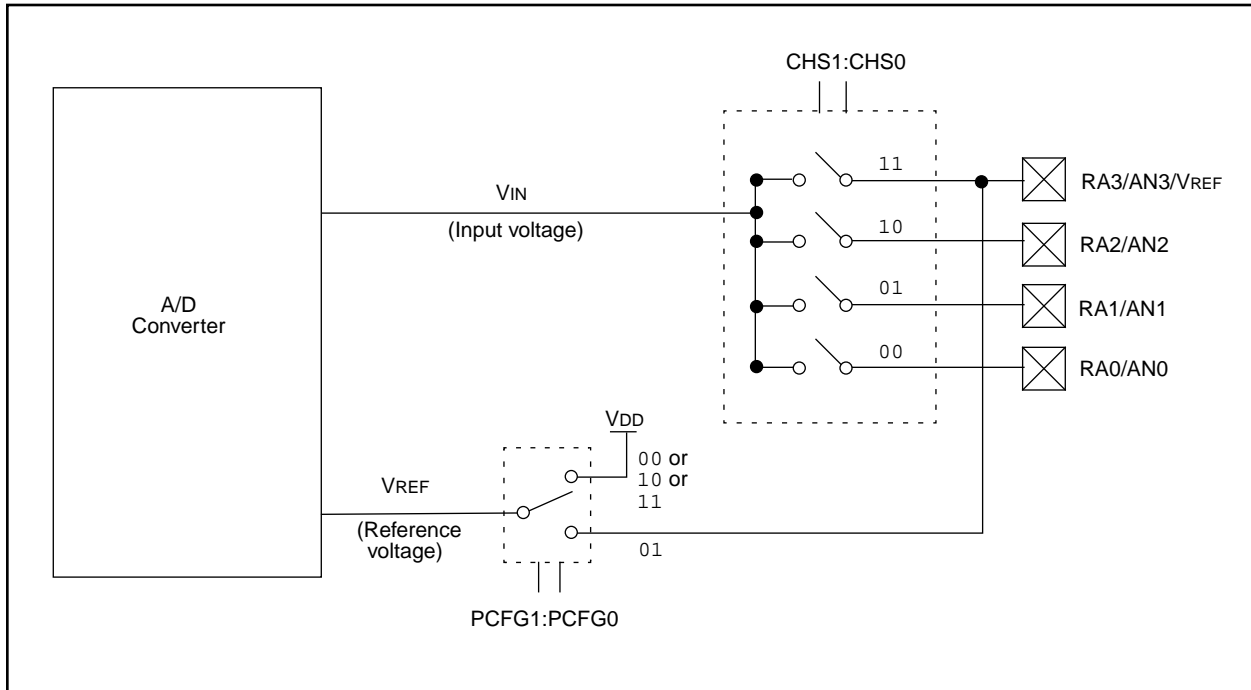 CHS1:CHS0
11
RA3/AN3/VREF
VIN
(Input voltage)
10
RA2/AN2
A/D
Converter
01
RA1/AN1
00
RA0/AN0
VDD
00 or
10 or
11
VREF
(Reference
voltage)
01
PCFG1:PCFG0